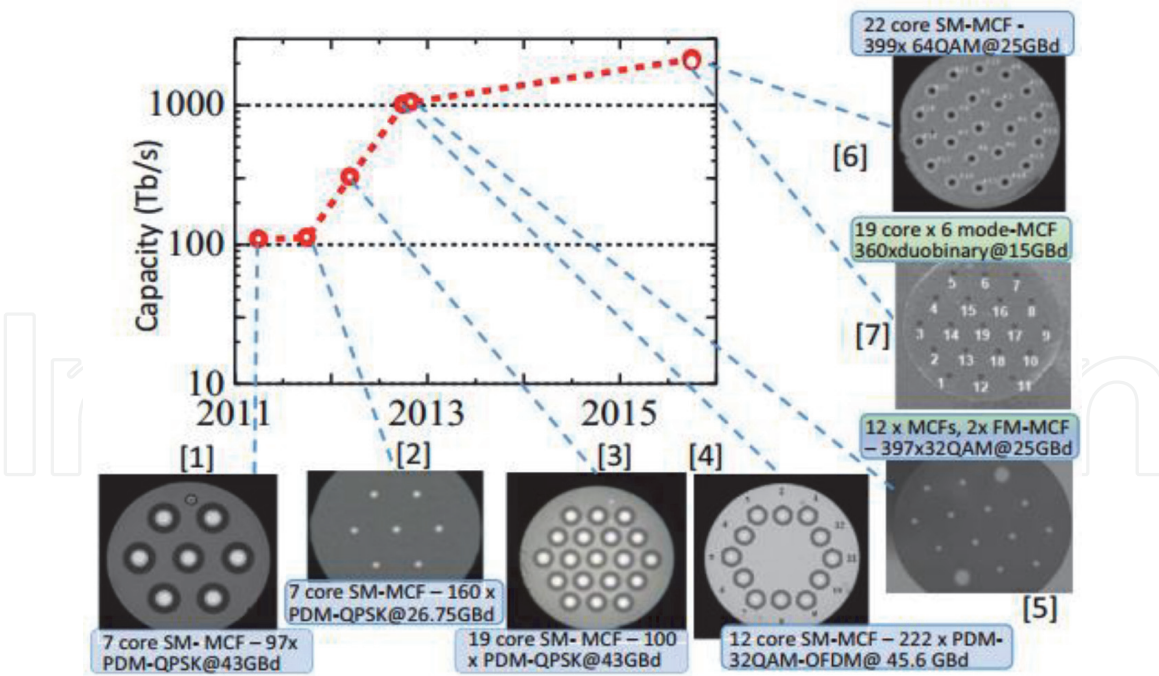 22 core SM-MCF -
399x 64QAM@25GBd
1000
[6]
Capacity (Tb/s)
19 core x 6 mode-MCF
360xduobinary@15GBd
100
5 6 7
4 15 16 8
[7]
3 14 19 17 9
2 13 18 10
1 12 11
10
2011 2013 2015
12 x MCFs, 2x FM-MCF
– 397x32QAM@25GBd
[1] [2] [3] [4]
[5]
7 core SM-MCF – 160 x
PDM-QPSK@26.75GBd
7 core SM- MCF – 97x
PDM-QPSK@43GBd
19 core SM- MCF – 100
x PDM-QPSK@43GBd
12 core SM-MCF – 222 x PDM-
32QAM-OFDM@ 45.6 GBd